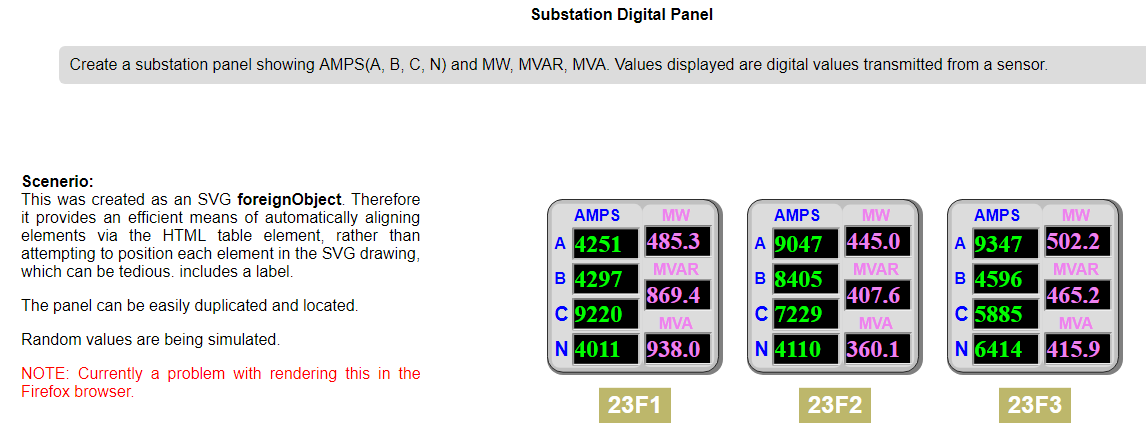 Substation Digital Panel
Create a substation panel showing AMPS(A, B, C, N) and MW, MVAR, MVA. Values displayed are digital values transmitted from a sensor.
Scenerio:
This was created as an SVG foreignObject. Therefore
it provides an efficient means of automatically aligning
elements via the HTML table element, rather than
attempting to position each element in the SVG drawing,
which can be tedious. includes a label.
The panel can be easily duplicated and located.
Random values are being simulated.
NOTE: Currently a problem with rendering this in the
Firefox browser.
AMPS MW
A 4251 485.3
MVAR
B 4297 869.4
C 9220 MVA
N 4011 938.0
23F1
AMPS MW
A 9047 445.0
MVAR
B 8405 407.6
C 7229 MVA
N 4110 360.1
23F2
AMPS MW
A 9347 502.2
MVAR
B 4596 465.2
C 5885 MVA
N 6414 415.9
23F3